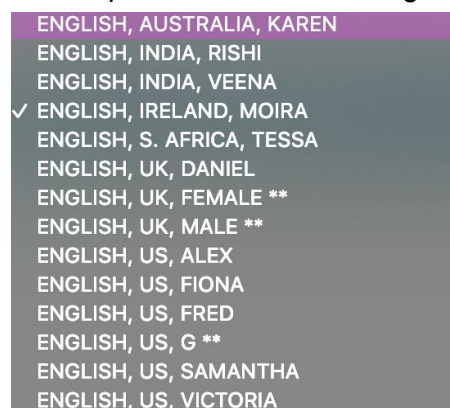 ENGLISH, AUSTRALIA, KAREN
ENGLISH, INDIA, RISHI
ENGLISH, INDIA, VEENA
✓ ENGLISH, IRELAND, MOIRA
ENGLISH, S. AFRICA, TESSA
ENGLISH, UK, DANIEL
ENGLISH, UK, FEMALE **
ENGLISH, UK, MALE **
ENGLISH, US, ALEX
ENGLISH, US, FIONA
ENGLISH, US, FRED
ENGLISH, US, G **
ENGLISH, US, SAMANTHA
ENGLISH, US, VICTORIA